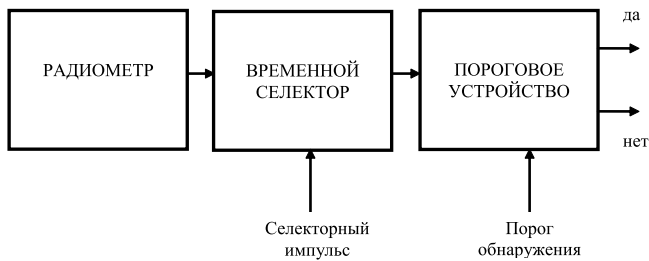 да
РАДИОМЕТР
ВРЕМЕННОЙ
СЕЛЕКТОР
ПОРОГОВОЕ
УСТРОЙСТВО
нет
Селекторный
импульс
Порог
обнаружения